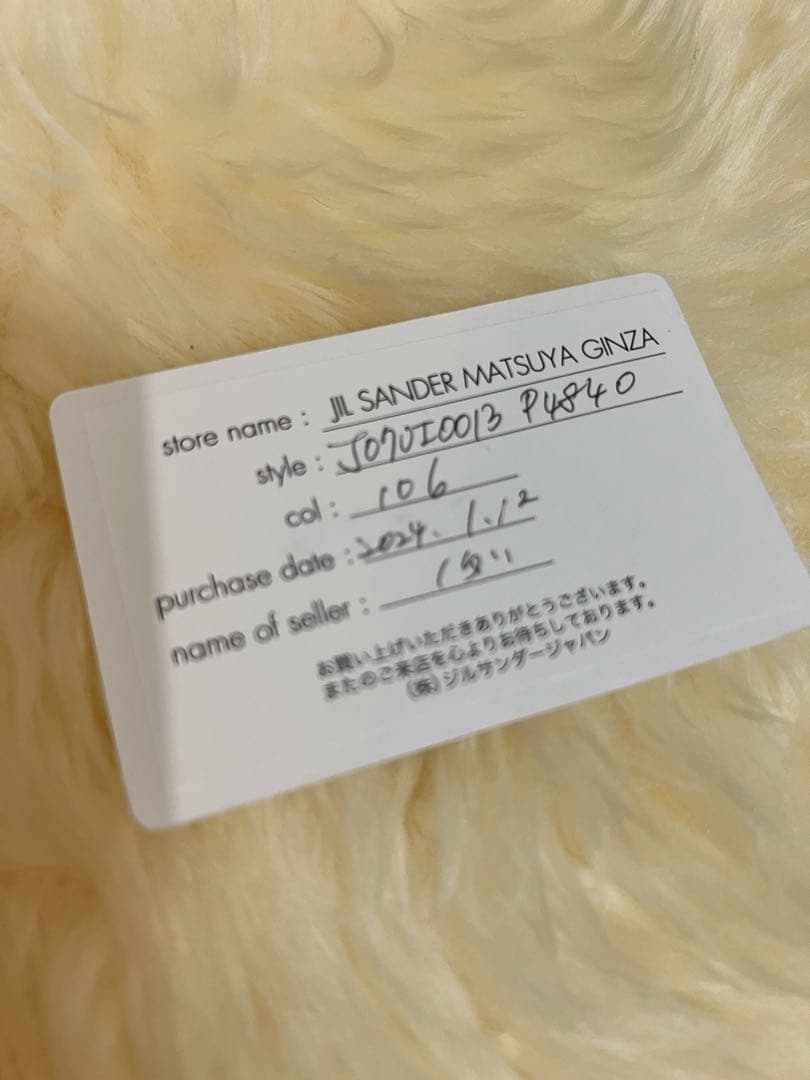 store name : JIL SANDER MATSUYA GINZA
style : J07UI0013 P4840
col : 106
purchase date : 2024. 1.12
name of seller :
お買い上げいただきありがとうございます。
またのご来店を心よりお待ちしております。
(株)ジルサンダージャパン